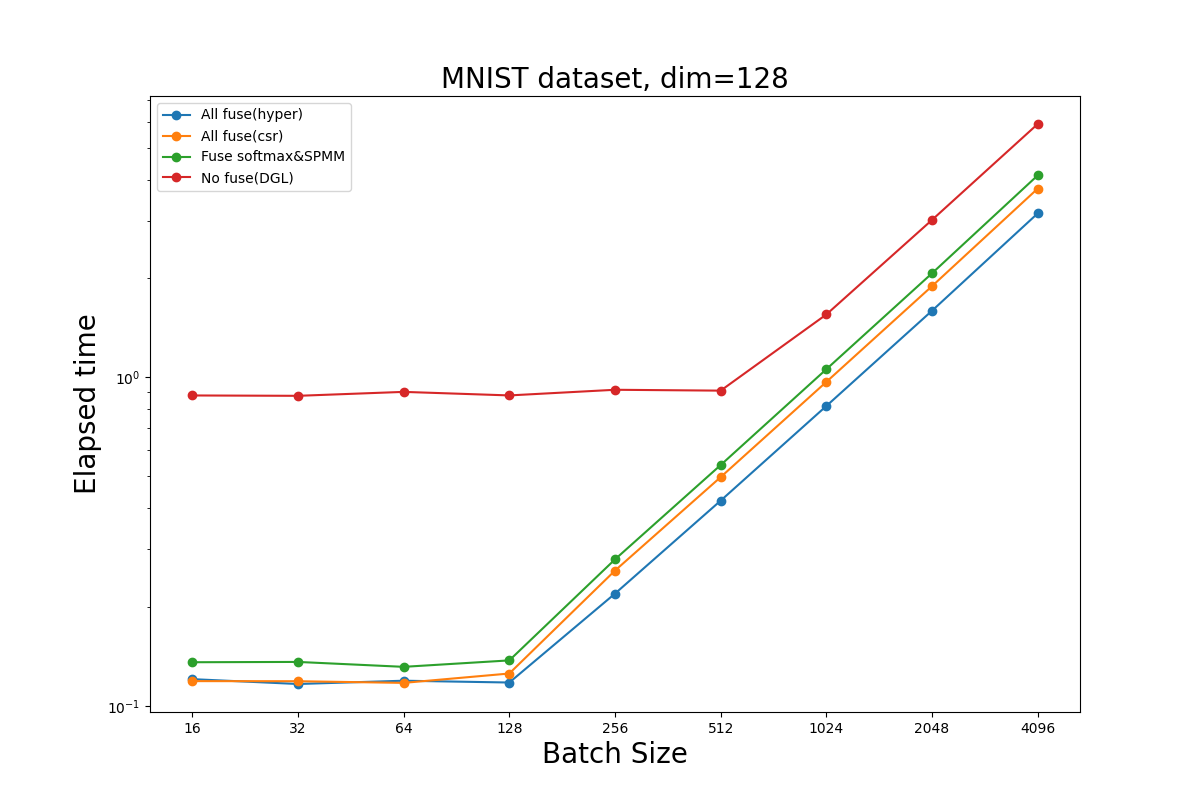 MNIST dataset, dim=128
All fuse(hyper)
All fuse(csr)
Fuse softmax&SPMM
No fuse(DGL)
Elapsed time
10⁰
10⁻¹
16 32 64 128 256 512 1024 2048 4096
Batch Size